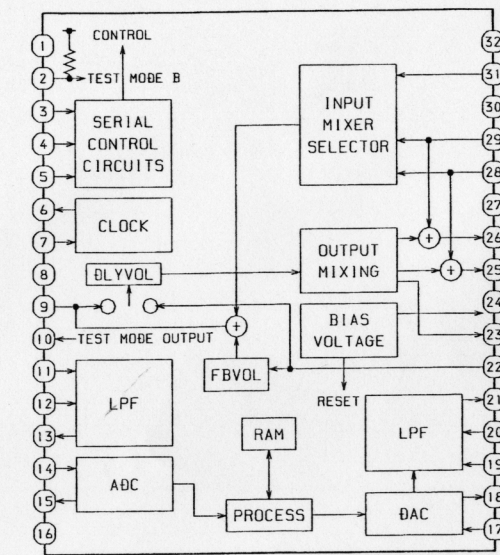 1
CONTROL
32
2
TEST MODE B
31
3
SERIAL
CONTROL
CIRCUITS
INPUT
MIXER
SELECTOR
30
4
29
5
28
6
CLOCK
27
7
+
26
OUTPUT
MIXING
8
DLYVOL
+
25
9
BIAS
VOLTAGE
24
10
TEST MODE OUTPUT
+
23
11
FBVOL
22
12
LPF
RESET
21
13
RAM
LPF
20
14
ADC
19
15
PROCESS
DAC
18
16
17